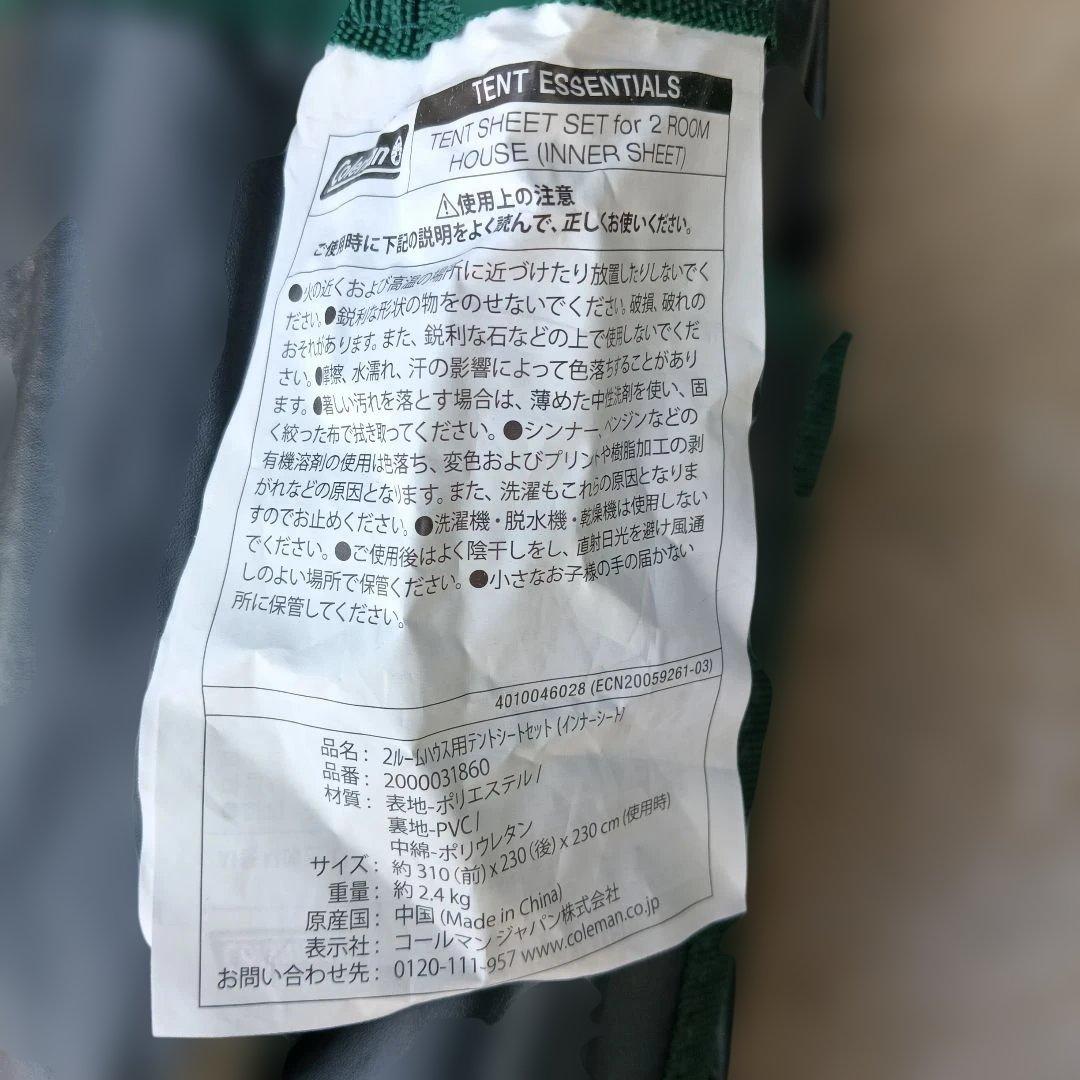 TENT ESSENTIALS
Coleman
TENT SHEET SET for 2 ROOM
HOUSE (INNER SHEET)
⚠使用上の注意
ご使用時に下記の説明をよく読んで、正しくお使いください。
●火の近くおよび高温の場所に近づけたり放置したりしないでく
ださい。●鋭利な形状の物をのせないでください。破損、破れの
おそれがあります。また、鋭利な石などの上で使用しないでくだ
さい。●摩擦、水濡れ、汗の影響によって色落ちすることがあり
ます。●著しい汚れを落とす場合は、薄めた中性洗剤を使い、固
く絞った布で拭き取ってください。●シンナー、ベンジンなどの
有機溶剤の使用は色落ち、変色およびプリントや樹脂加工の剥
がれなどの原因となります。また、洗濯もこれらの原因となりま
すのでお止めください。●洗濯機・脱水機・乾燥機は使用しない
でください。●ご使用後はよく陰干しをし、直射日光を避け風通
しのよい場所で保管ください。●小さなお子様の手の届かない
所に保管してください。
4010046028 (ECN20059261-03)
品名： 2ルームハウス用テントシートセット (インナーシート/
品番： 2000031860
材質： 表地-ポリエステル /
裏地-PVC /
中綿-ポリウレタン
サイズ： 約 310 (前) x 230 (後) x 230 cm (使用時)
重量： 約 2.4 kg
原産国： 中国 (Made in China)
表示社： コールマン ジャパン株式会社
お問い合わせ先： 0120-111-957 www.coleman.co.jp